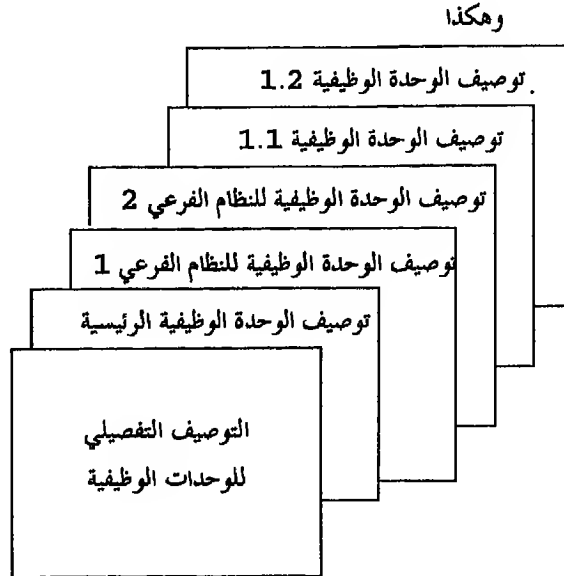 وهكذا
توصيف الوحدة الوظيفية 1.2
توصيف الوحدة الوظيفية 1.1
توصيف الوحدة الوظيفية للنظام الفرعي 2
توصيف الوحدة الوظيفية للنظام الفرعي 1
توصيف الوحدة الوظيفية الرئيسية
التوصيف التفصيلي
للوحدات الوظيفية